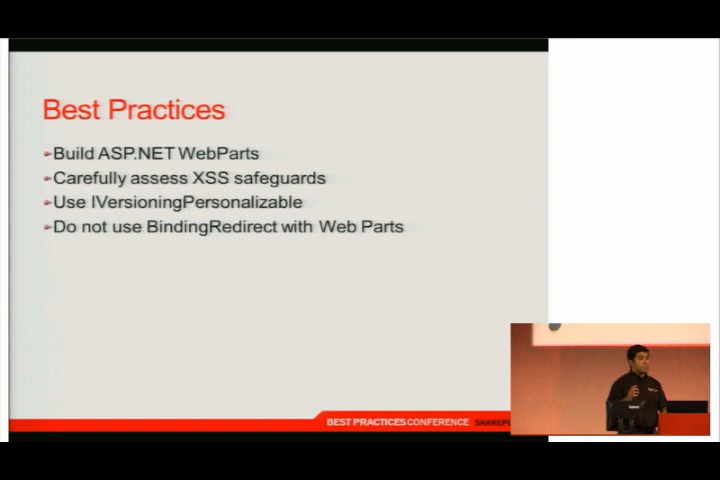 Best Practices
Build ASP.NET WebParts
Carefully assess XSS safeguards
Use IVersioningPersonalizable
Do not use BindingRedirect with Web Parts
BEST PRACTICES CONFERENCE